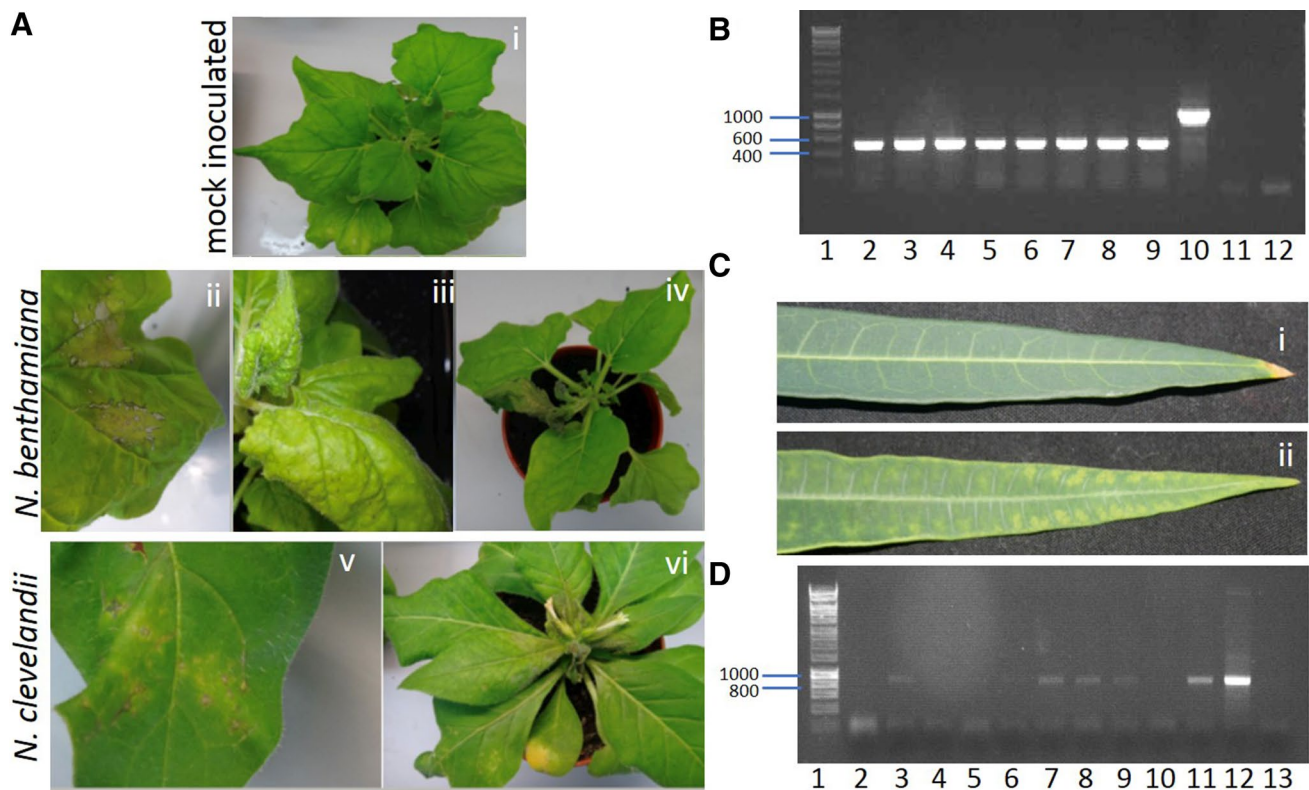 A
mock inoculated
i
N. benthamiana
ii
iii
iv
N. clevelandii
v
vi
B
1000
600
400
1 2 3 4 5 6 7 8 9 10 11 12
C
i
ii
D
1000
800
1 2 3 4 5 6 7 8 9 10 11 12 13